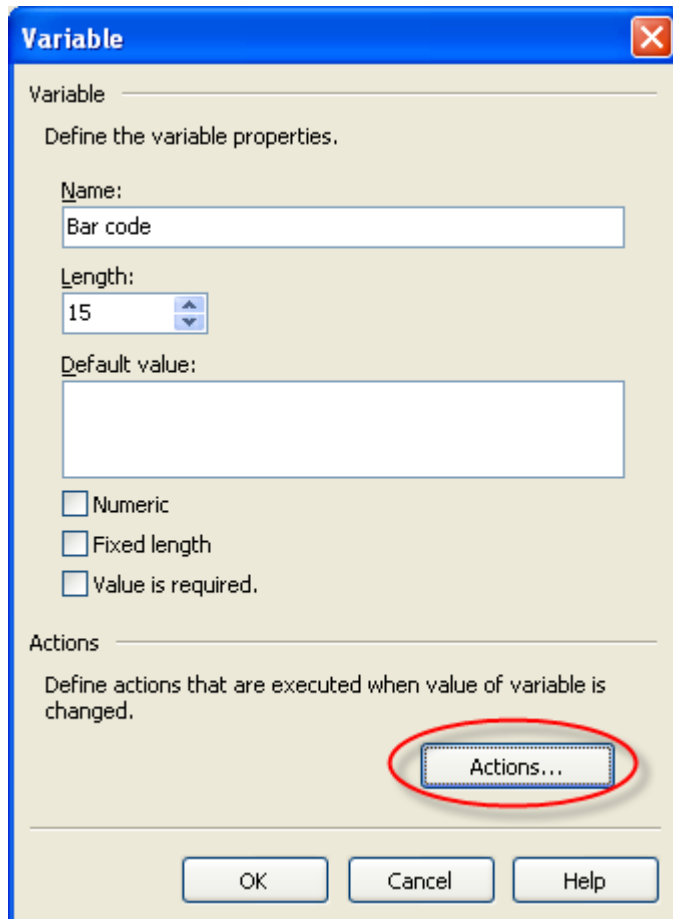 Variable
Variable
Define the variable properties.
Name:
Bar code
Length:
15
Default value:
Numeric
Fixed length
Value is required.
Actions
Define actions that are executed when value of variable is
changed.
Actions...
OK Cancel Help